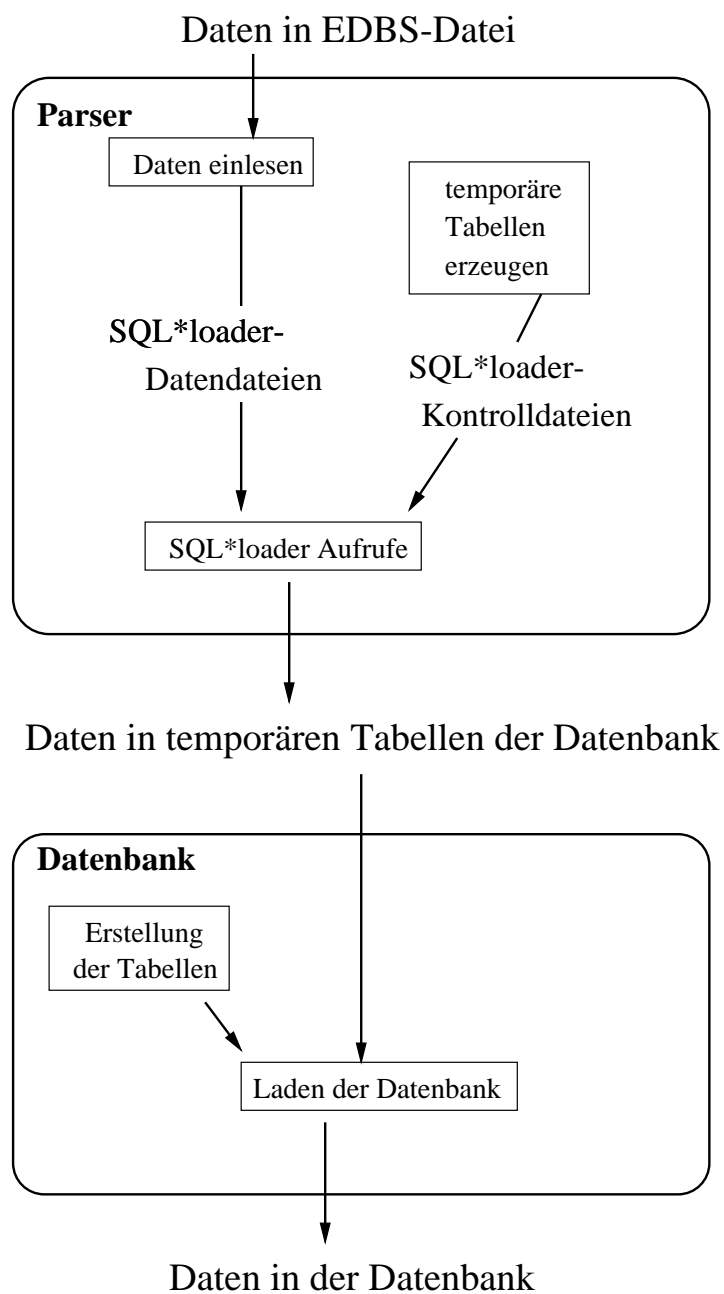 Daten in EDBS-Datei
Parser
Daten einlesen
temporäre
Tabellen
erzeugen
SQL*loader-
Datendateien
SQL*loader-
Kontrolldateien
SQL*loader Aufrufe
Daten in temporären Tabellen der Datenbank
Datenbank
Erstellung
der Tabellen
Laden der Datenbank
Daten in der Datenbank